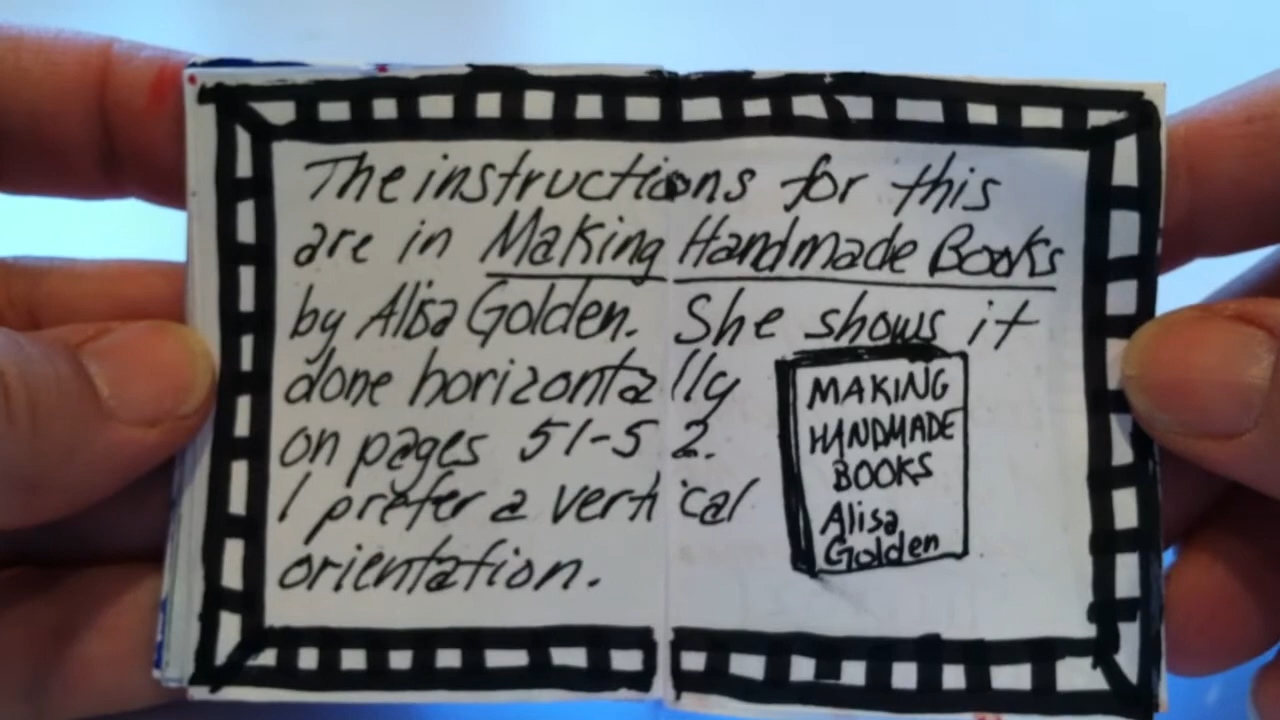 The instructions for this
are in Making Handmade Books
by Alisa Golden. She shows it
done horizontally
on pages 51-52.
I prefer a vertical
orientation.
MAKING
HANDMADE
BOOKS
Alisa
Golden